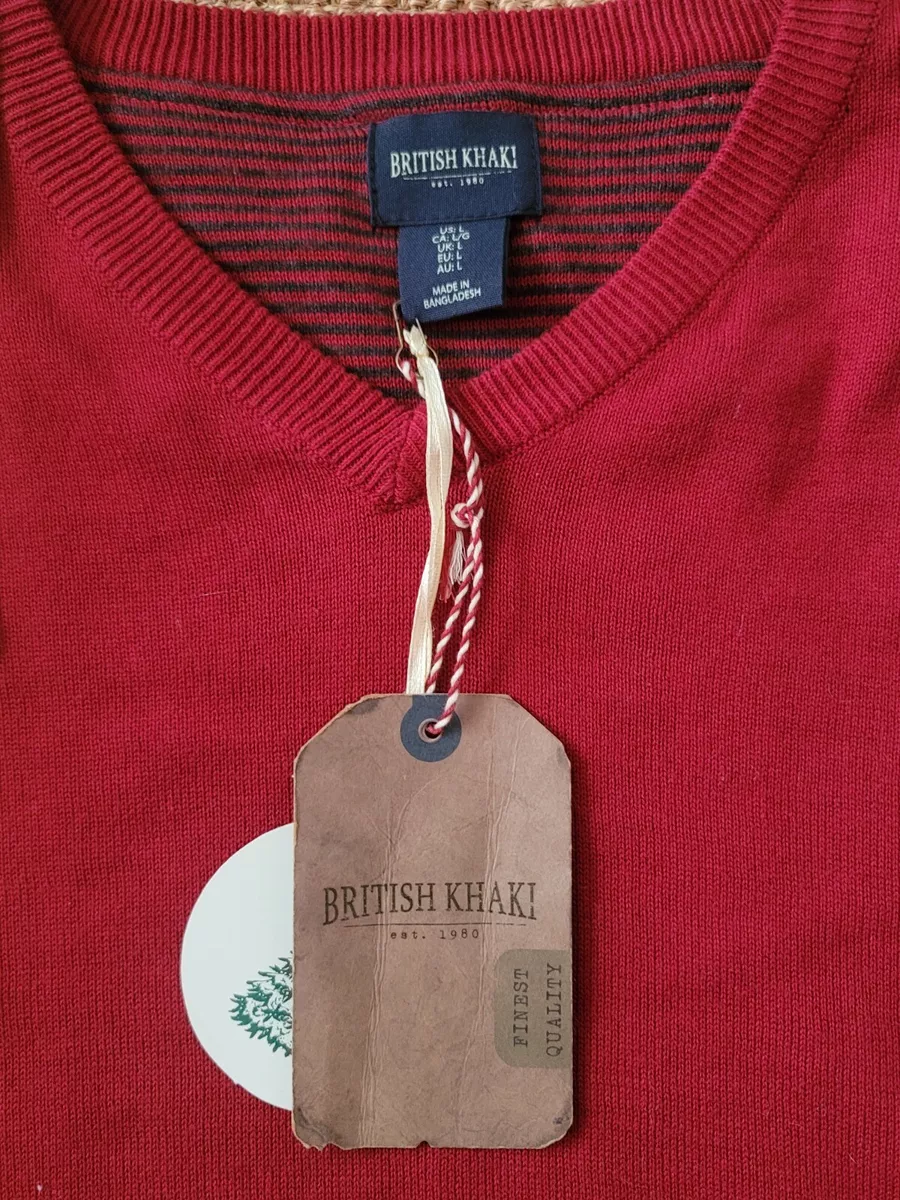 BRITISH KHAKI
est. 1980
US: L
CA: L/G
UK: L
EU: L
AU: L
MADE IN
BANGLADESH
BRITISH KHAKI
est. 1980
FINEST
QUALITY